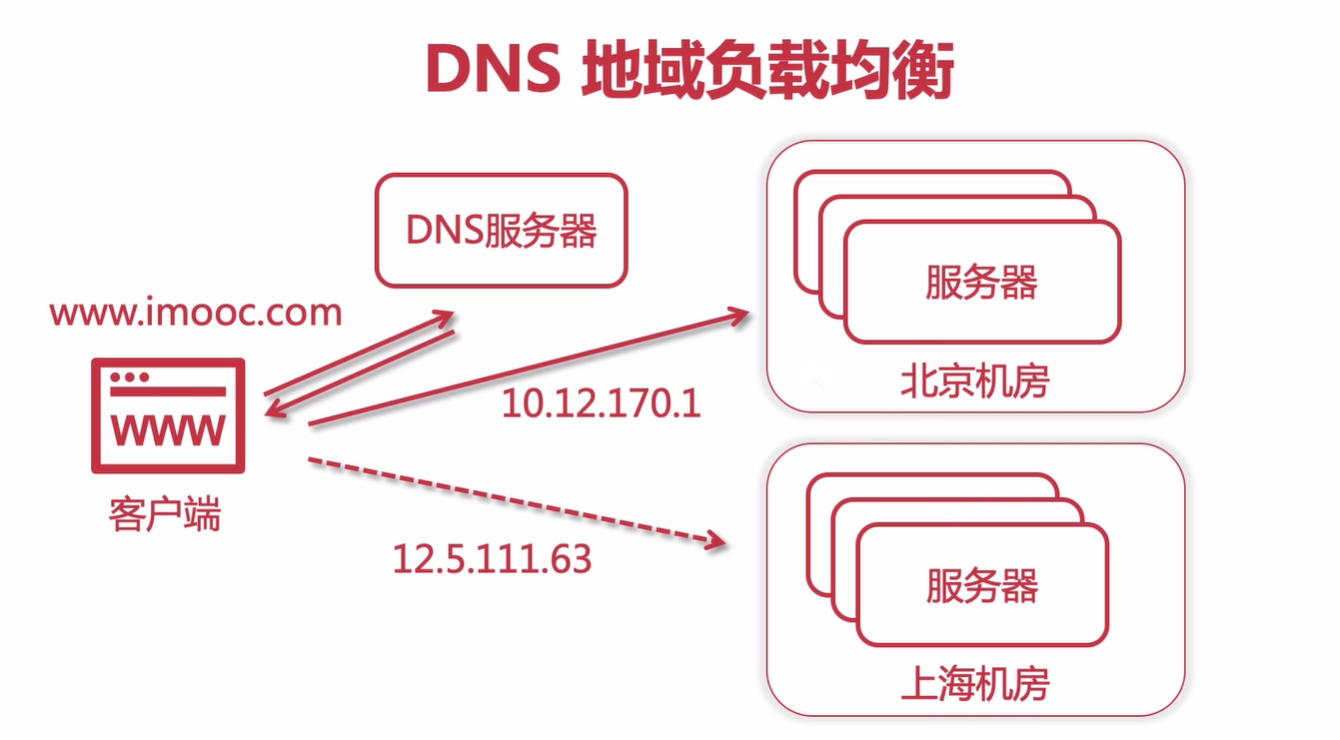 DNS 地域负载均衡
DNS服务器
www.imooc.com
WWW
客户端
10.12.170.1
12.5.111.63
服务器
北京机房
服务器
上海机房